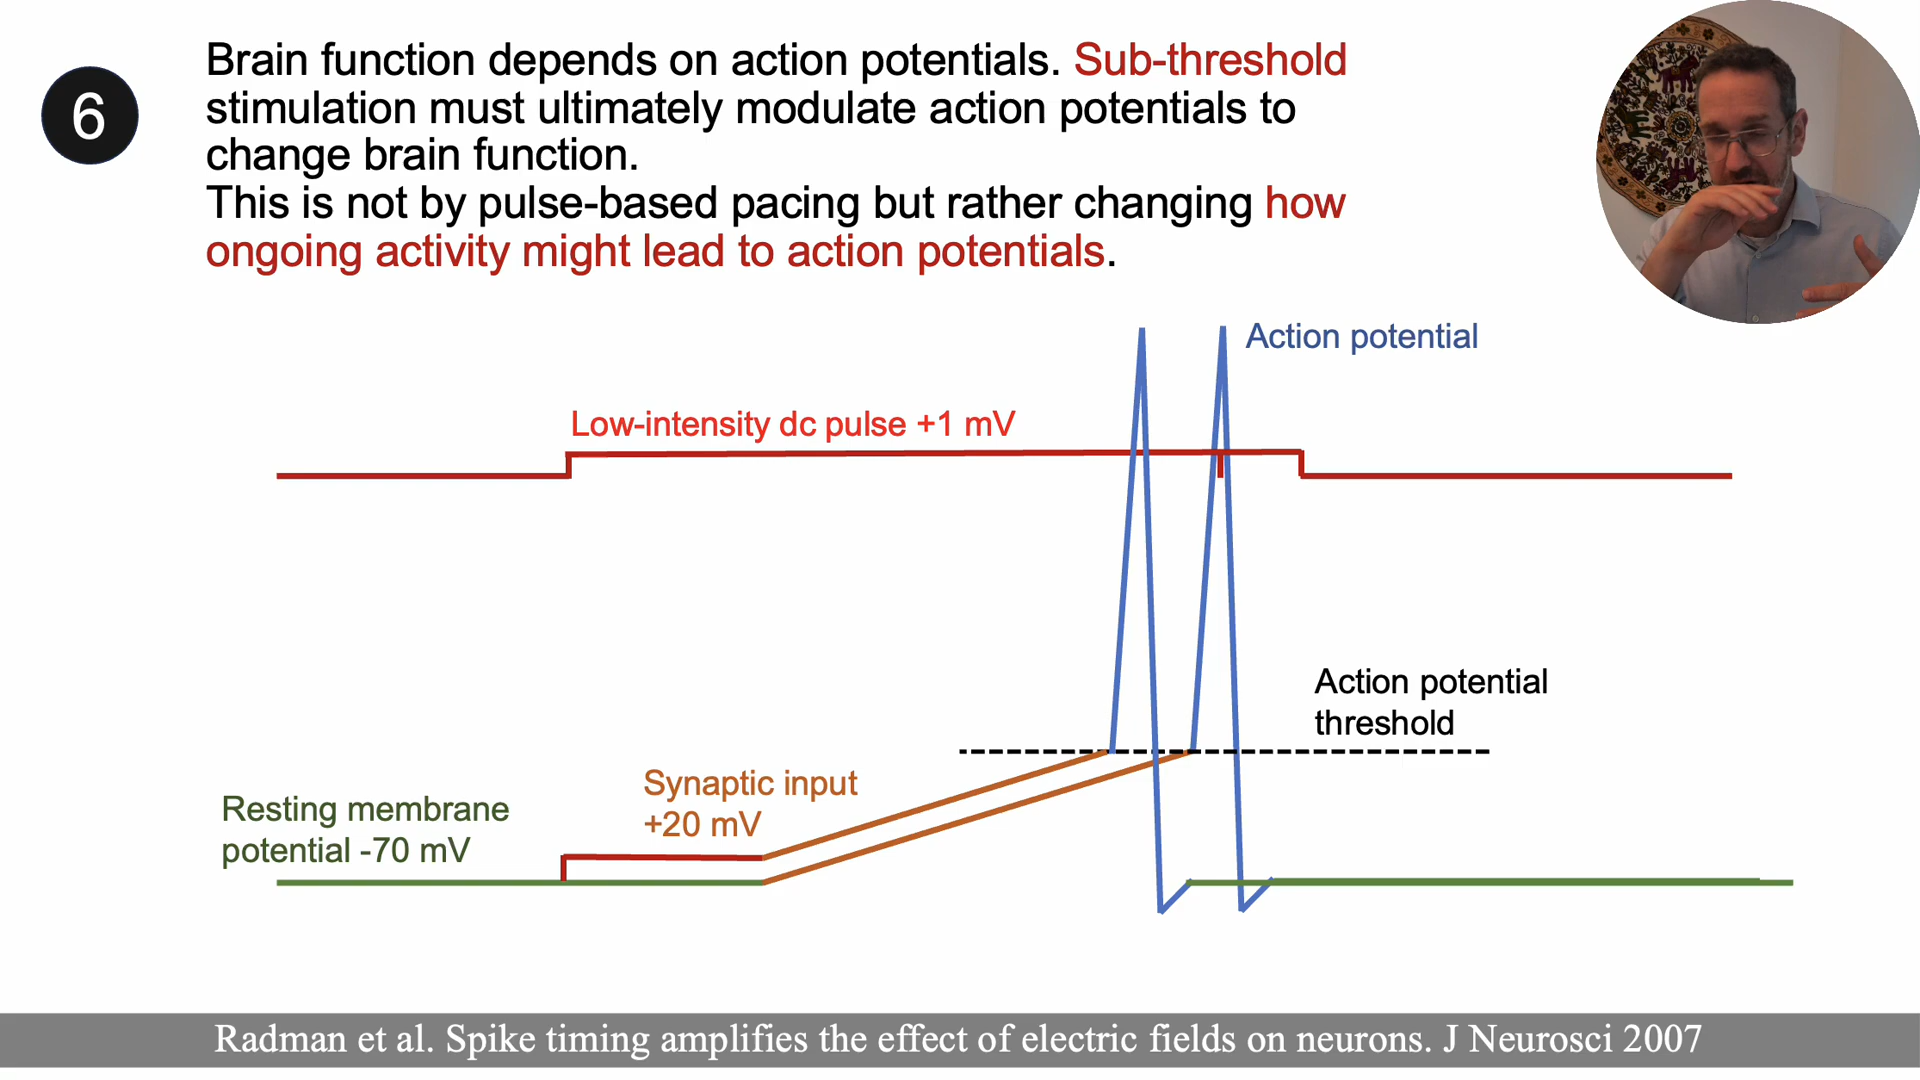 6
Brain function depends on action potentials. Sub-threshold
stimulation must ultimately modulate action potentials to
change brain function.
This is not by pulse-based pacing but rather changing how
ongoing activity might lead to action potentials.
Action potential
Low-intensity dc pulse +1 mV
Action potential
threshold
Synaptic input
+20 mV
Resting membrane
potential -70 mV
Radman et al. Spike timing amplifies the effect of electric fields on neurons. J Neurosci 2007